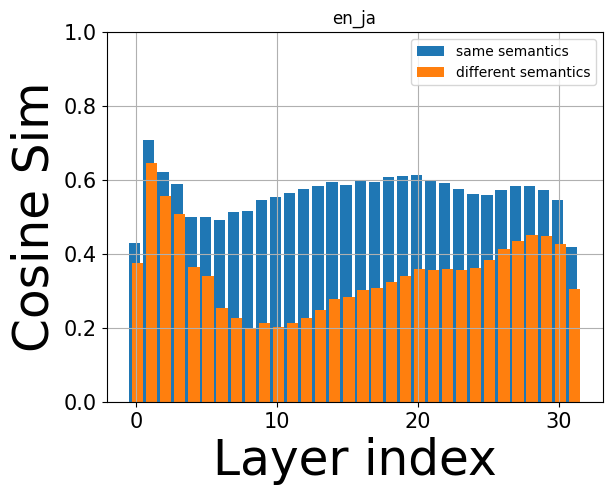 en_ja
same semantics
different semantics
Cosine Sim
1.0
0.8
0.6
0.4
0.2
0.0
0 10 20 30
Layer index